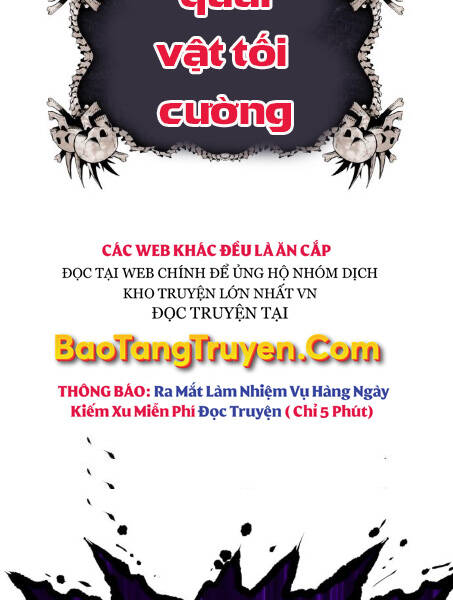 quái
vật tối
cường
CÁC WEB KHÁC ĐỀU LÀ ĂN CẮP
ĐỌC TẠI WEB CHÍNH ĐỂ ỦNG HỘ NHÓM DỊCH
KHO TRUYỆN LỚN NHẤT VN
ĐỌC TRUYỆN TẠI
BaoTangTruyen.Com
THÔNG BÁO: Ra Mắt Làm Nhiệm Vụ Hàng Ngày
Kiếm Xu Miễn Phí Đọc Truyện ( Chỉ 5 Phút)